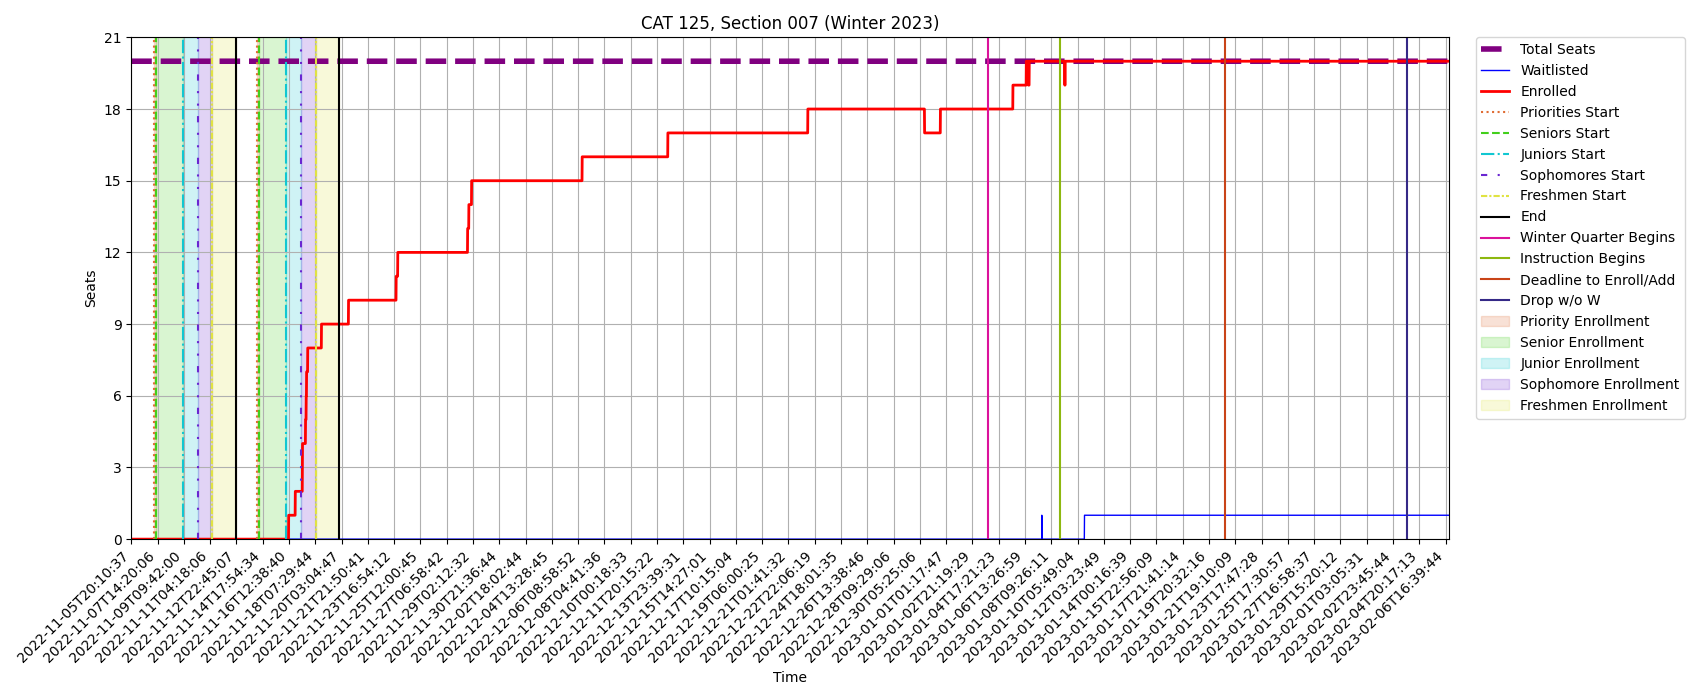 CAT 125, Section 007 (Winter 2023)
21
18
15
12
9
6
3
0
Seats
2022-11-05T20:10:37
2022-11-07T14:20:06
2022-11-09T09:42:00
2022-11-11T04:18:06
2022-11-12T22:45:07
2022-11-14T17:54:34
2022-11-16T12:38:40
2022-11-18T07:29:44
2022-11-20T03:04:47
2022-11-21T21:50:41
2022-11-23T16:54:12
2022-11-25T12:00:45
2022-11-27T06:58:42
2022-11-29T02:12:32
2022-11-30T21:36:44
2022-12-02T18:02:44
2022-12-04T13:28:45
2022-12-06T08:58:52
2022-12-08T04:41:36
2022-12-10T00:18:33
2022-12-11T20:15:22
2022-12-13T23:39:31
2022-12-15T14:27:01
2022-12-17T10:15:04
2022-12-19T06:00:25
2022-12-21T01:41:32
2022-12-22T22:06:19
2022-12-24T18:01:35
2022-12-26T13:38:46
2022-12-28T09:29:06
2022-12-30T05:25:06
2023-01-01T01:17:47
2023-01-02T21:19:29
2023-01-04T17:21:23
2023-01-06T13:26:59
2023-01-08T09:26:11
2023-01-10T05:49:04
2023-01-12T03:23:49
2023-01-14T00:16:39
2023-01-15T22:56:09
2023-01-17T21:41:14
2023-01-19T20:32:16
2023-01-21T19:10:09
2023-01-23T17:47:28
2023-01-25T17:30:57
2023-01-27T16:58:37
2023-01-29T15:20:12
2023-02-01T03:05:31
2023-02-02T23:45:44
2023-02-04T20:17:13
2023-02-06T16:39:44
Time
Total Seats
Waitlisted
Enrolled
Priorities Start
Seniors Start
Juniors Start
Sophomores Start
Freshmen Start
End
Winter Quarter Begins
Instruction Begins
Deadline to Enroll/Add
Drop w/o W
Priority Enrollment
Senior Enrollment
Junior Enrollment
Sophomore Enrollment
Freshmen Enrollment